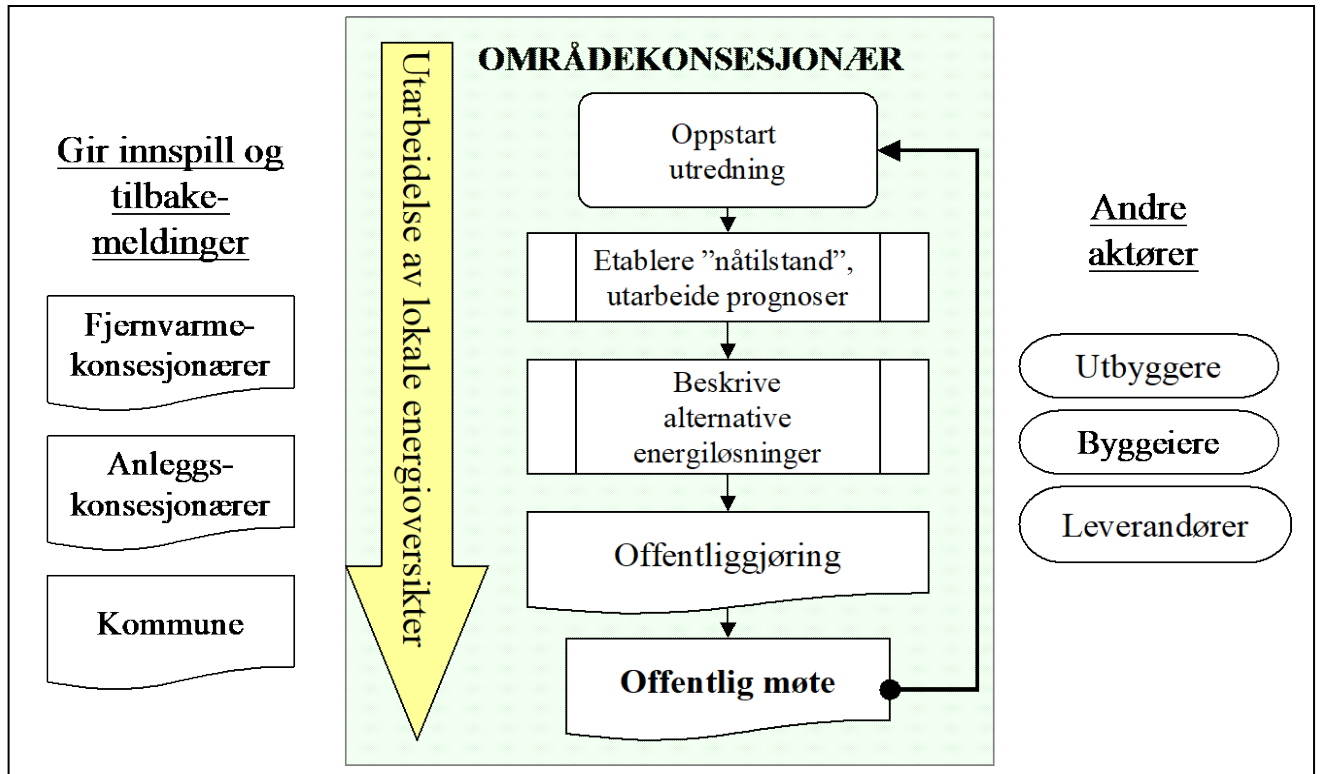 Gir innspill og
tilbake-
meldinger
Fjernvarme-
konsesjonærer
Anleggs-
konsesjonærer
Kommune
Utarbeidelse av lokale energioversikter
OMRÅDEKONSESJONÆR
Oppstart
utredning
Etablere ”nåtilstand”,
utarbeide prognoser
Beskrive
alternative
energiløsninger
Offentliggjøring
Offentlig møte
Andre
aktører
Utbyggere
Byggeiere
Leverandører